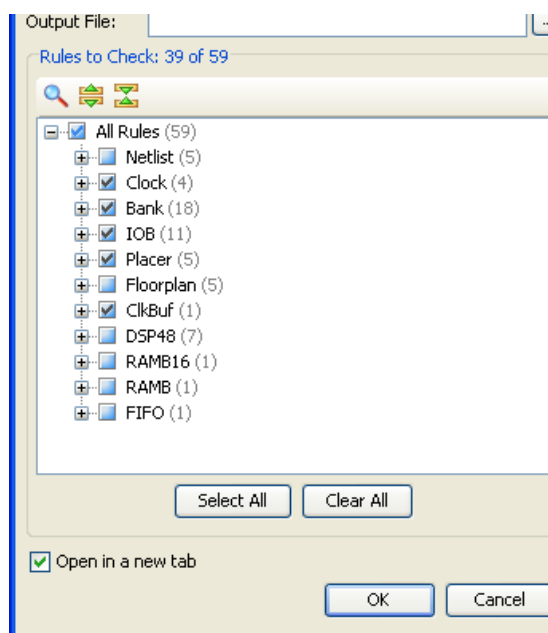 Output File:
...
Rules to Check: 39 of 59
All Rules (59)
Netlist (5)
Clock (4)
Bank (18)
IOB (11)
Placer (5)
Floorplan (5)
ClkBuf (1)
DSP48 (7)
RAMB16 (1)
RAMB (1)
FIFO (1)
Select All Clear All
Open in a new tab
OK Cancel